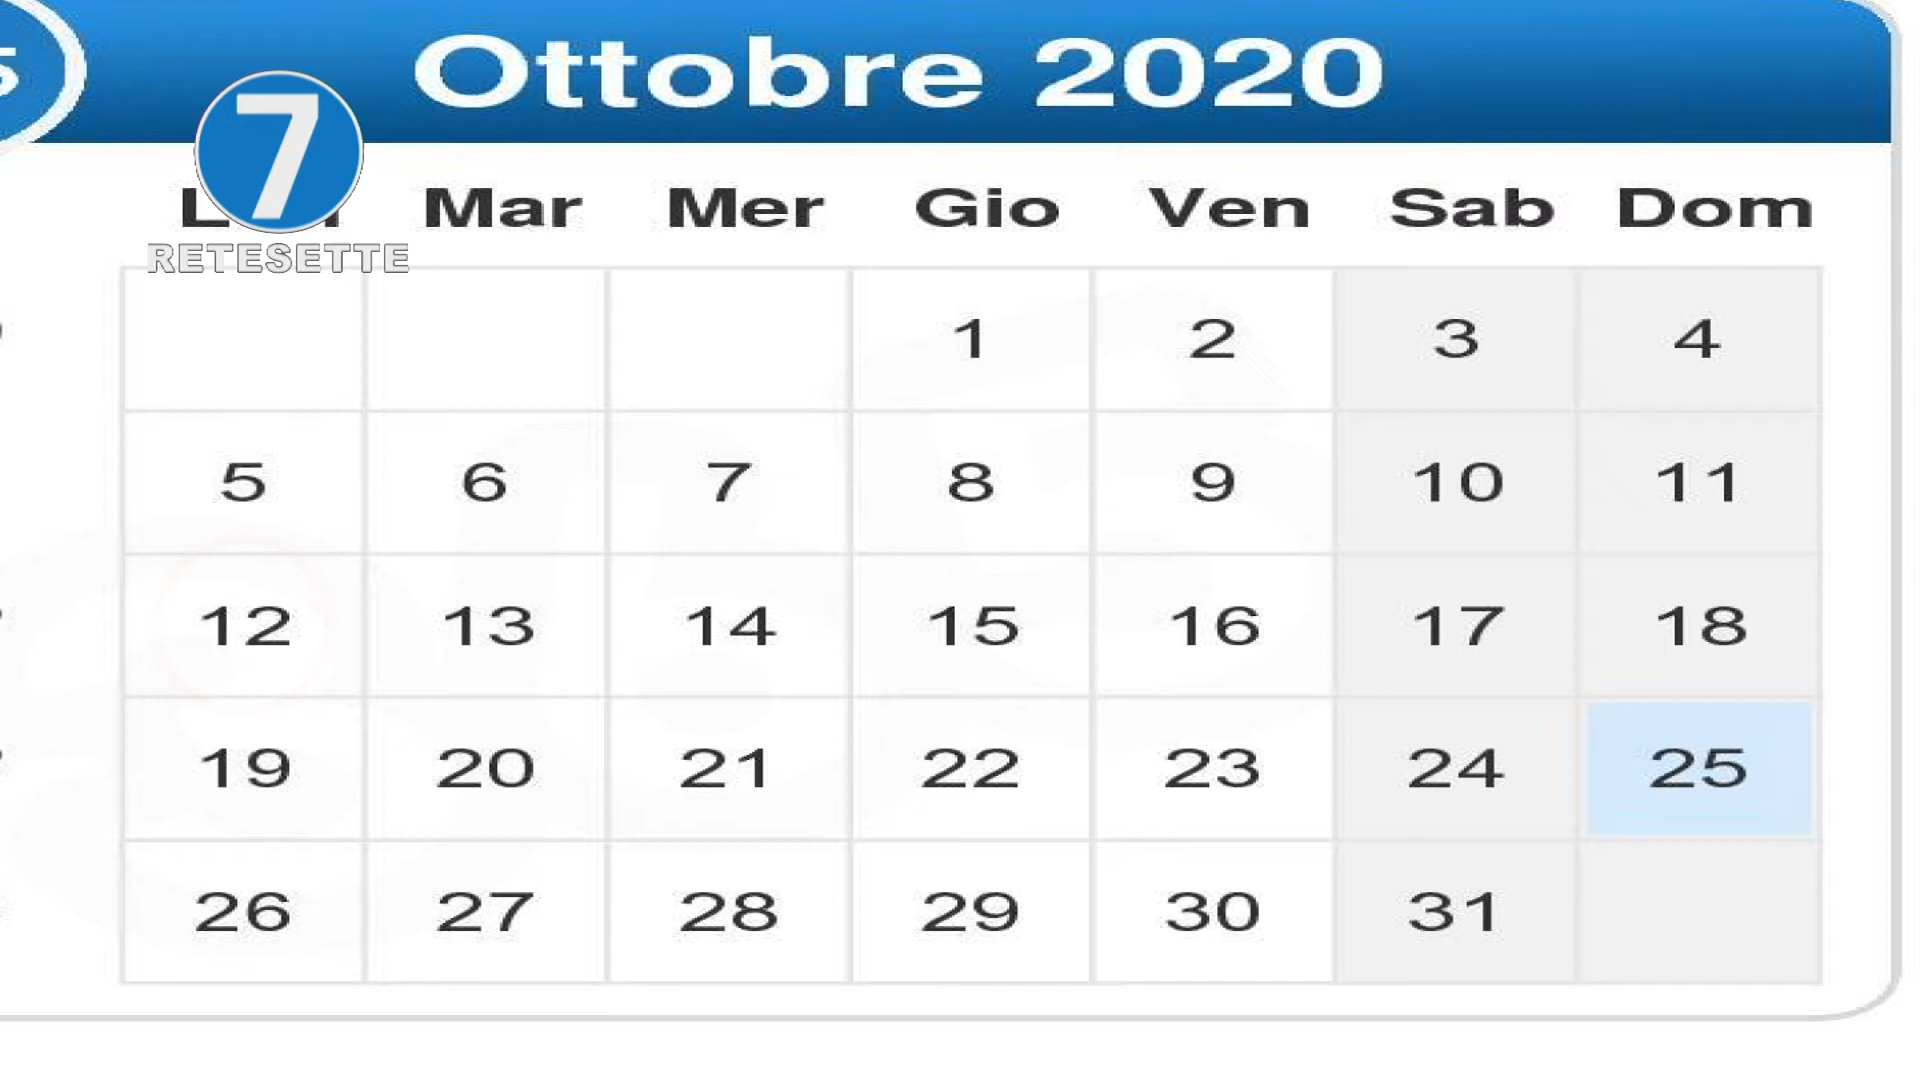 Ottobre 2020
7
Mar Mer Gio Ven Sab Dom
RETESETTE
1 2 3 4
5 6 7 8 9 10 11
12 13 14 15 16 17 18
19 20 21 22 23 24 25
26 27 28 29 30 31